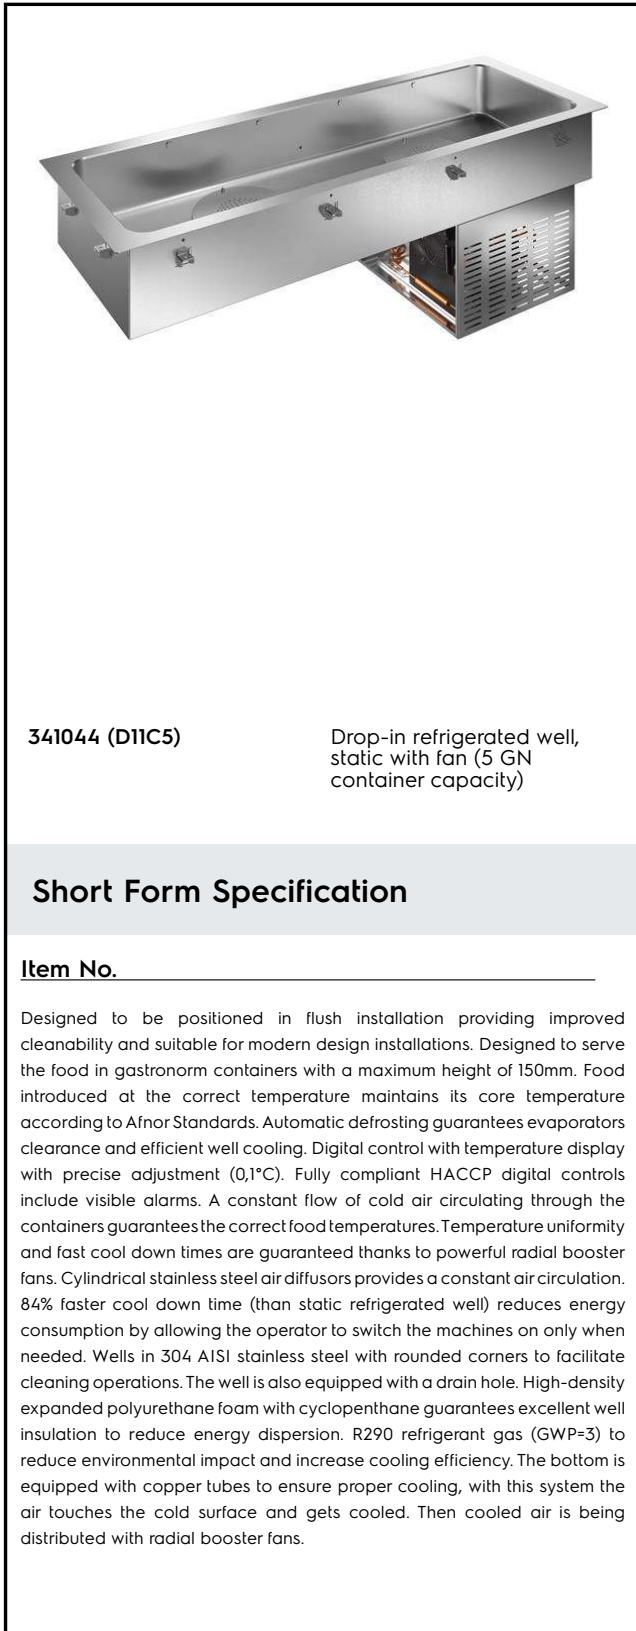 341044 (D11C5)
Drop-in refrigerated well,
static with fan (5 GN
container capacity)
Short Form Specification
Item No.
Designed to be positioned in flush installation providing improved
cleanability and suitable for modern design installations. Designed to serve
the food in gastronorm containers with a maximum height of 150mm. Food
introduced at the correct temperature maintains its core temperature
according to Afnor Standards. Automatic defrosting guarantees evaporators
clearance and efficient well cooling. Digital control with temperature display
with precise adjustment (0,1°C). Fully compliant HACCP digital controls
include visible alarms. A constant flow of cold air circulating through the
containers guarantees the correct food temperatures. Temperature uniformity
and fast cool down times are guaranteed thanks to powerful radial booster
fans. Cylindrical stainless steel air diffusors provides a constant air circulation.
84% faster cool down time (than static refrigerated well) reduces energy
consumption by allowing the operator to switch the machines on only when
needed. Wells in 304 AISI stainless steel with rounded corners to facilitate
cleaning operations. The well is also equipped with a drain hole. High-density
expanded polyurethane foam with cyclopenthane guarantees excellent well
insulation to reduce energy dispersion. R290 refrigerant gas (GWP=3) to
reduce environmental impact and increase cooling efficiency. The bottom is
equipped with copper tubes to ensure proper cooling, with this system the
air touches the cold surface and gets cooled. Then cooled air is being
distributed with radial booster fans.